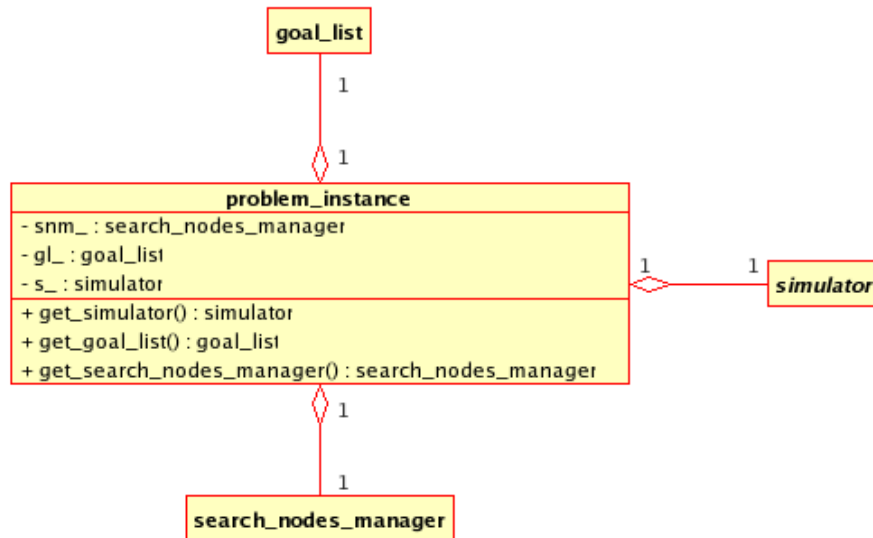 goal_list
1
1
problem_instance
- snm_ : search_nodes_manager
- gl_ : goal_list
- s_ : simulator
+ get_simulator() : simulator
+ get_goal_list() : goal_list
+ get_search_nodes_manager() : search_nodes_manager
1 1
simulator
1
1
search_nodes_manager